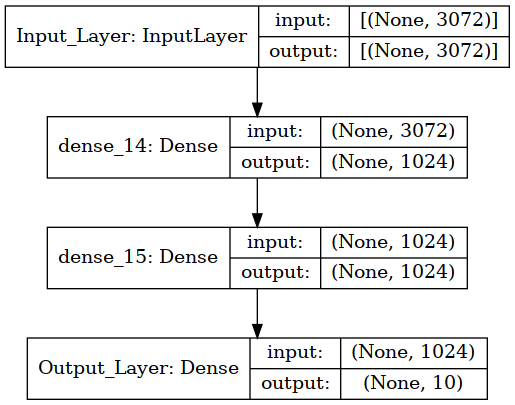 Input_Layer: InputLayer
input: [(None, 3072)]
output: [(None, 3072)]
dense_14: Dense
input: (None, 3072)
output: (None, 1024)
dense_15: Dense
input: (None, 1024)
output: (None, 1024)
Output_Layer: Dense
input: (None, 1024)
output: (None, 10)